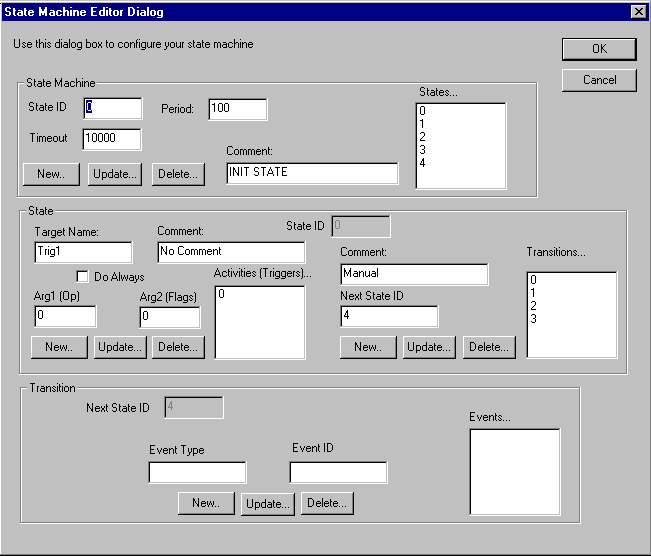 State Machine Editor Dialog
Use this dialog box to configure your state machine
OK
Cancel
State Machine
State ID 0 Period: 100
Timeout 10000
New.. Update... Delete...
Comment:
INIT STATE
States...
0
1
2
3
4
State
State ID 0
Target Name: Comment:
Trig1 No Comment
Do Always
Arg1 (Op) Arg2 (Flags)
0 0
New.. Update... Delete...
Activities (Triggers)...
0
Comment:
Manual
Next State ID
4
New.. Update... Delete...
Transitions...
0
1
2
3
Transition
Next State ID 4
Event Type Event ID
New.. Update... Delete...
Events...